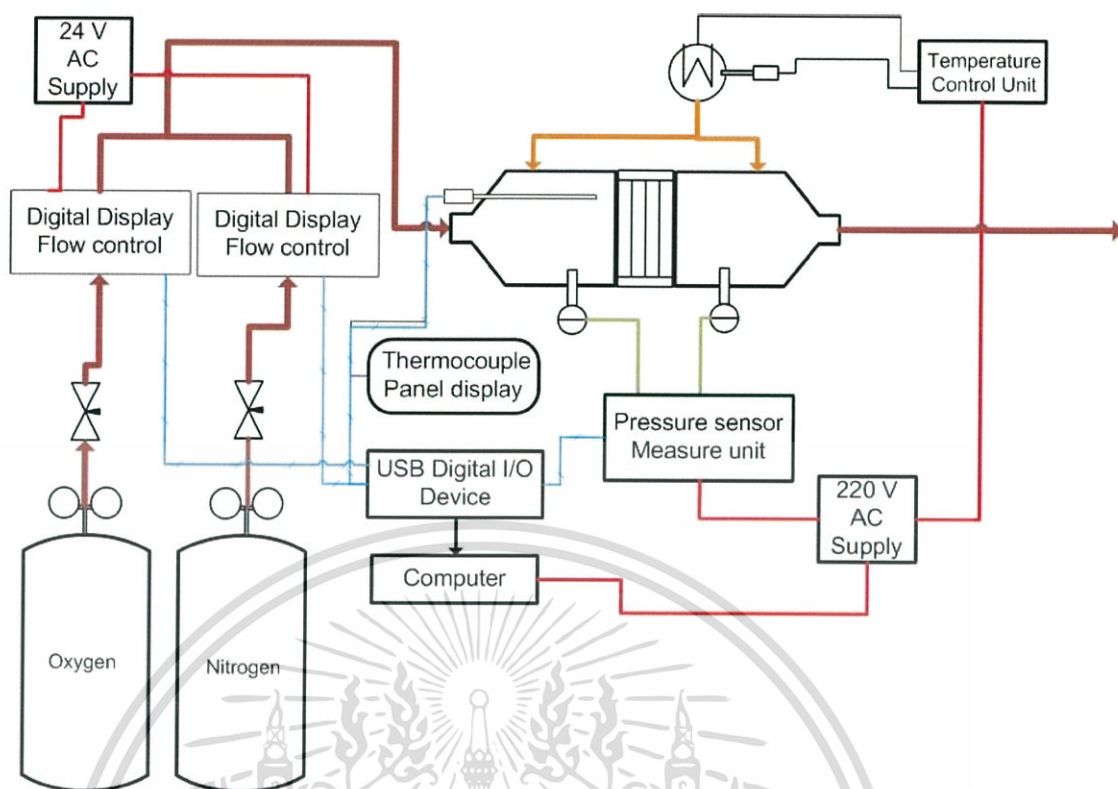 24 V
AC
Supply
Temperature
Control Unit
Digital Display
Flow control
Digital Display
Flow control
Thermocouple
Panel display
Pressure sensor
Measure unit
USB Digital I/O
Device
220 V
AC
Supply
Computer
Oxygen
Nitrogen